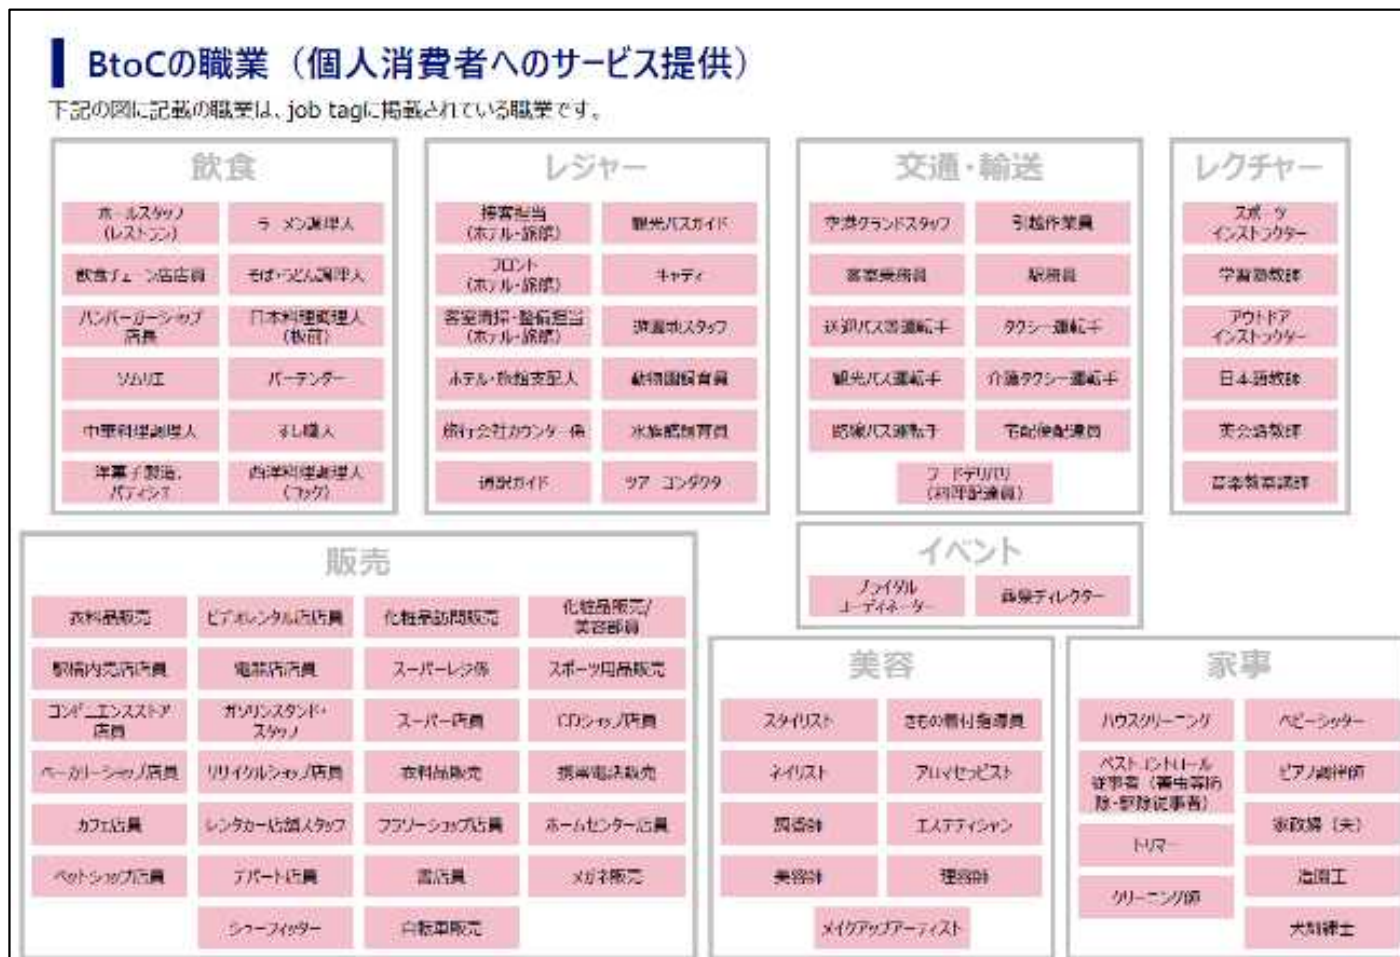 BtoCの職業（個人消費者へのサービス提供）
下記の図に記載の職業は、job tagに掲載されている職業です。
飲食
ホールスタッフ
（レストラン）
ラーメン調理人
飲食チェーン店店員
そば・うどん調理人
ハンバーガーショップ
店長
日本料理調理人
（板前）
ソムリエ
バーテンダー
中華料理調理人
すし職人
洋菓子製造、
パティシエ
西洋料理調理人
（コック）
レジャー
接客担当
（ホテル・旅館）
観光バスガイド
フロント
（ホテル・旅館）
キャディ
客室清掃・整備担当
（ホテル・旅館）
遊園地スタッフ
ホテル・旅館支配人
動物園飼育員
旅行会社カウンター係
水族館飼育員
通訳ガイド
ツアーコンダクター
交通・輸送
空港グランドスタッフ
引越作業員
客室乗務員
駅務員
送迎バス等運転手
タクシー運転手
観光バス運転手
介護タクシー運転手
路線バス運転手
宅配便配達員
フードデリバリー
（料理配達員）
レクチャー
スポーツ
インストラクター
学習塾教師
アウトドア
インストラクター
日本語教師
英会話教師
音楽教室講師
イベント
ブライダル
コーディネーター
葬祭ディレクター
販売
衣料品販売
ビデオレンタル店店員
化粧品訪問販売
化粧品販売/
美容部員
駅構内売店店員
電器店店員
スーパーレジ係
スポーツ用品販売
コンビニエンスストア
店員
ガソリンスタンド・
スタッフ
スーパー店員
CDショップ店員
ベーカリーショップ店員
リサイクルショップ店員
衣料品販売
携帯電話販売
カフェ店員
レンタカー店舗スタッフ
フラワーショップ店員
ホームセンター店員
ペットショップ店員
デパート店員
書店員
メガネ販売
シューフィッター
自転車販売
美容
スタイリスト
きもの着付指導員
ネイリスト
アロマセラピスト
調香師
エステティシャン
美容師
理容師
メイクアップアーティスト
家事
ハウスクリーニング
ベビーシッター
ペストコントロール
従事者（害虫等防
除・駆除従事者）
ピアノ調律師
家政婦（夫）
トリマー
造園工
クリーニング師
犬訓練士